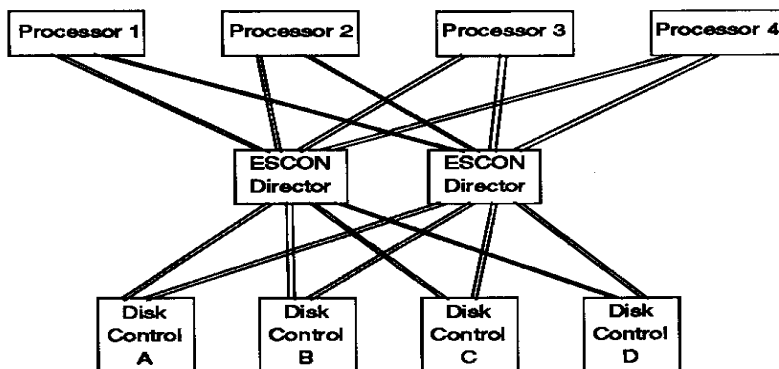 Processor 1
Processor 2
Processor 3
Processor 4
ESCON
Director
ESCON
Director
Disk
Control
A
Disk
Control
B
Disk
Control
C
Disk
Control
D